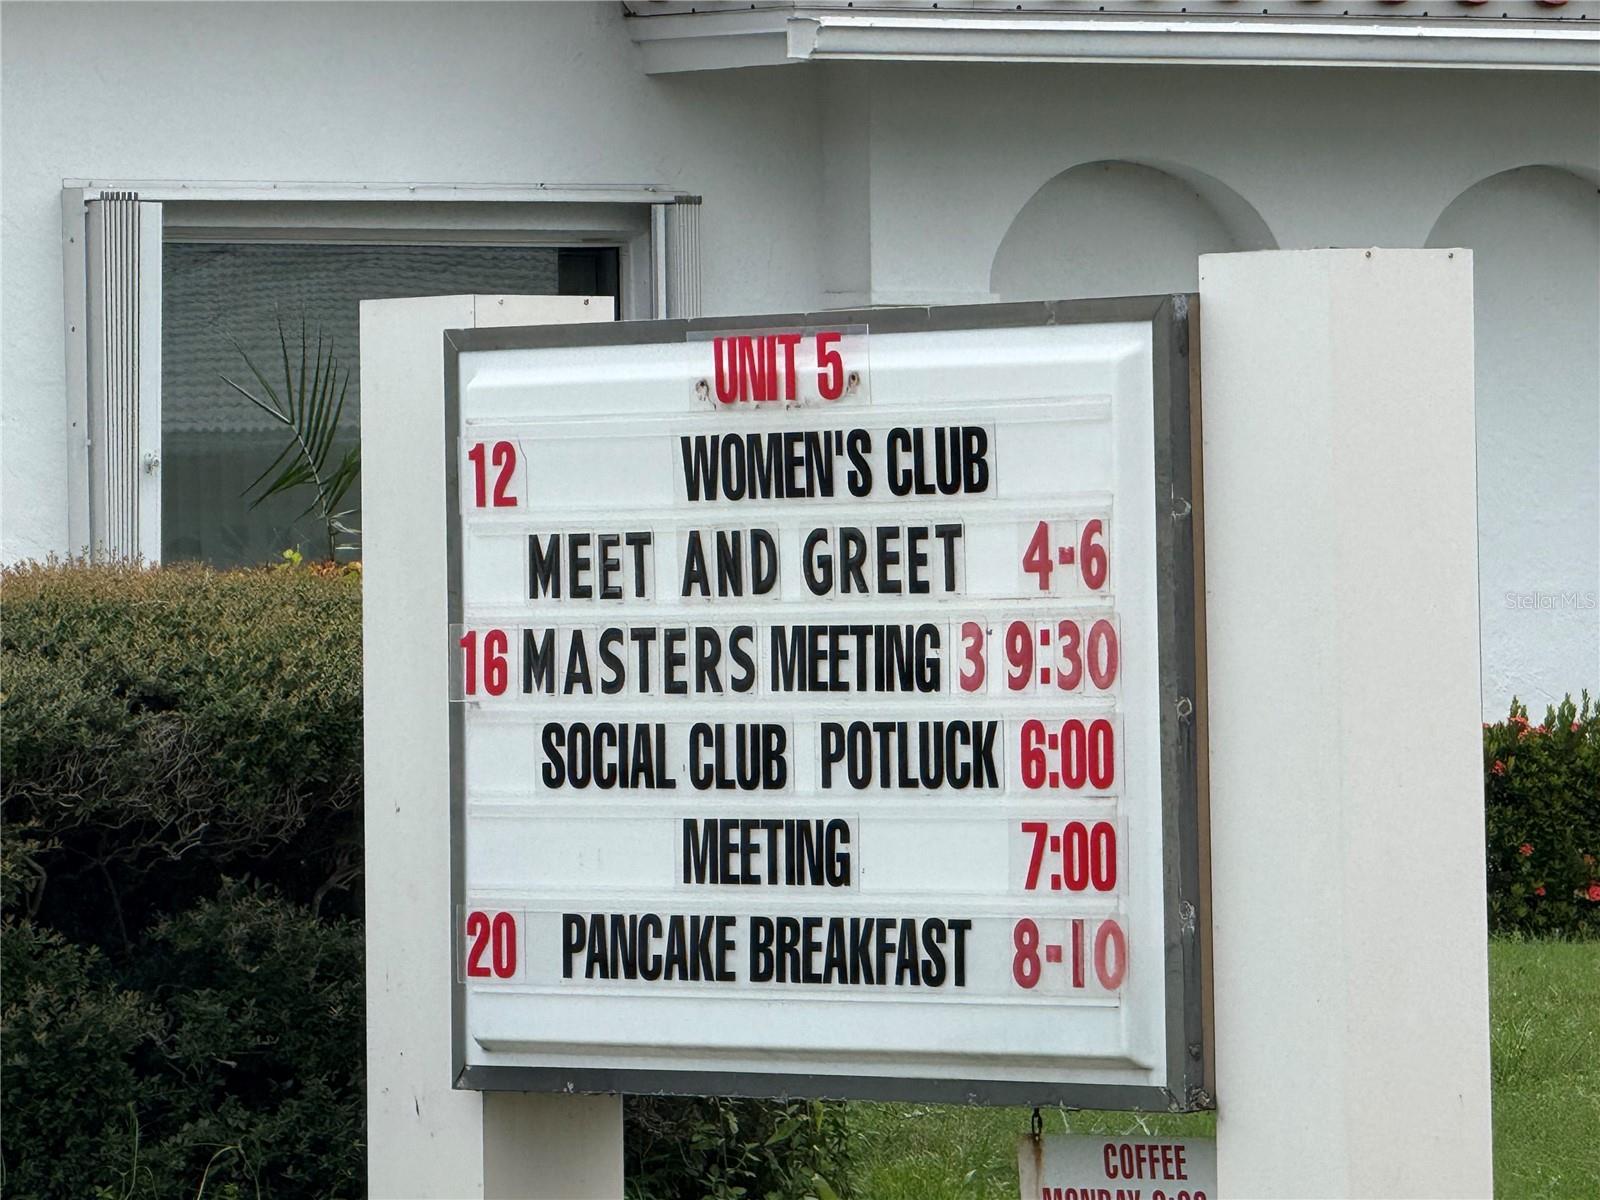 UNIT 5
12 WOMEN'S CLUB
MEET AND GREET 4-6
16 MASTERS MEETING 3 9:30
SOCIAL CLUB POTLUCK 6:00
MEETING 7:00
20 PANCAKE BREAKFAST 8-10
COFFEE
MONDAY
StellarMLS